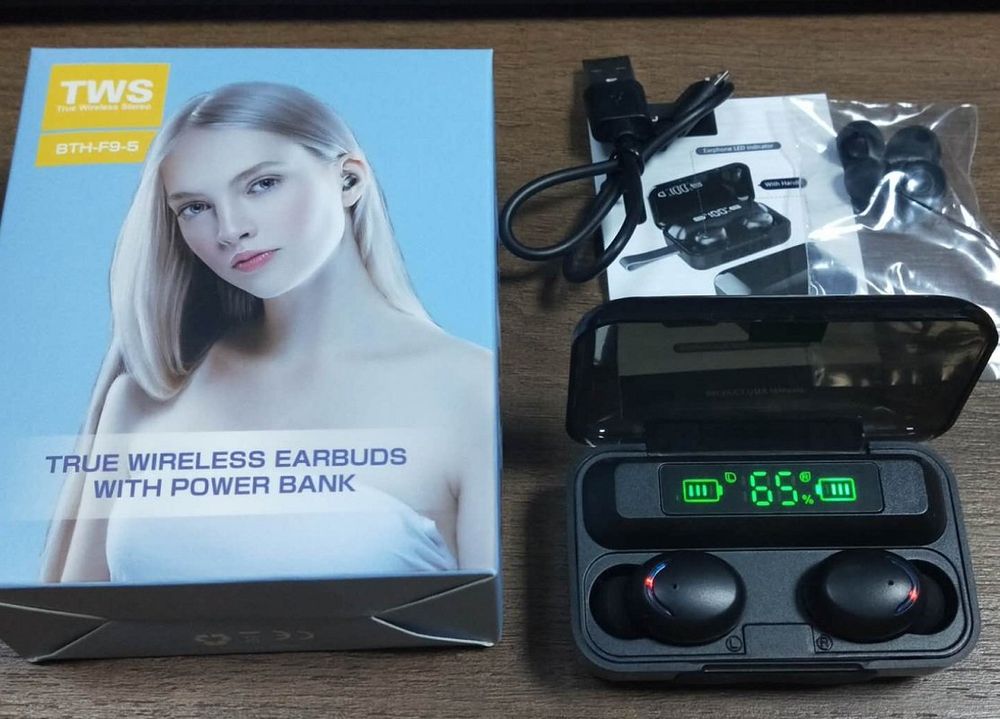 TWS
True Wireless Stereo
BTH-F9-5
TRUE WIRELESS EARBUDS
WITH POWER BANK
Earphone LED indicator
L
65
%
R
L
R